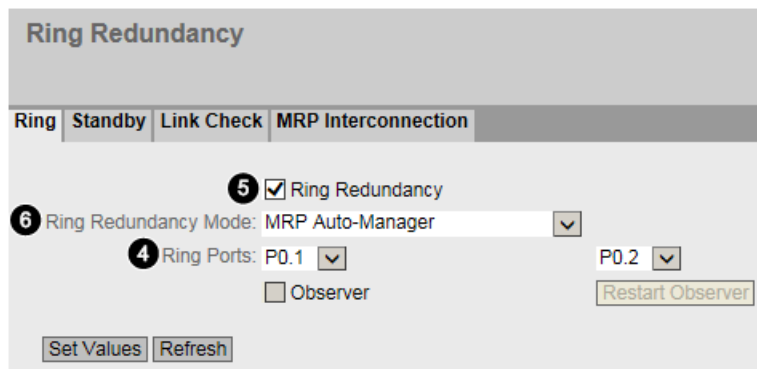 Ring Redundancy
Ring Standby Link Check MRP Interconnection
5 Ring Redundancy
6 Ring Redundancy Mode: MRP Auto-Manager
4 Ring Ports: P0.1 P0.2
Observer Restart Observer
Set Values Refresh